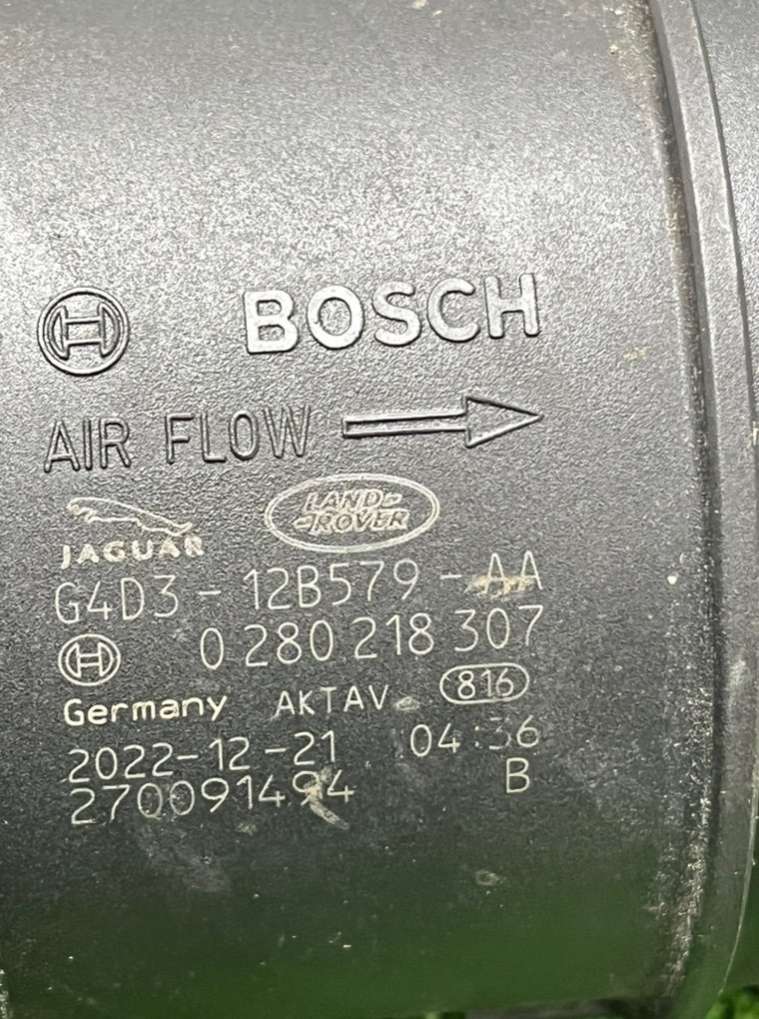 BOSCH
AIR FLOW
JAGUAR
LAND-
-ROVER
G4D3-12B579-AA
0 280 218 307
Germany AKTAV 816
2022-12-21 04:36
270091494 B